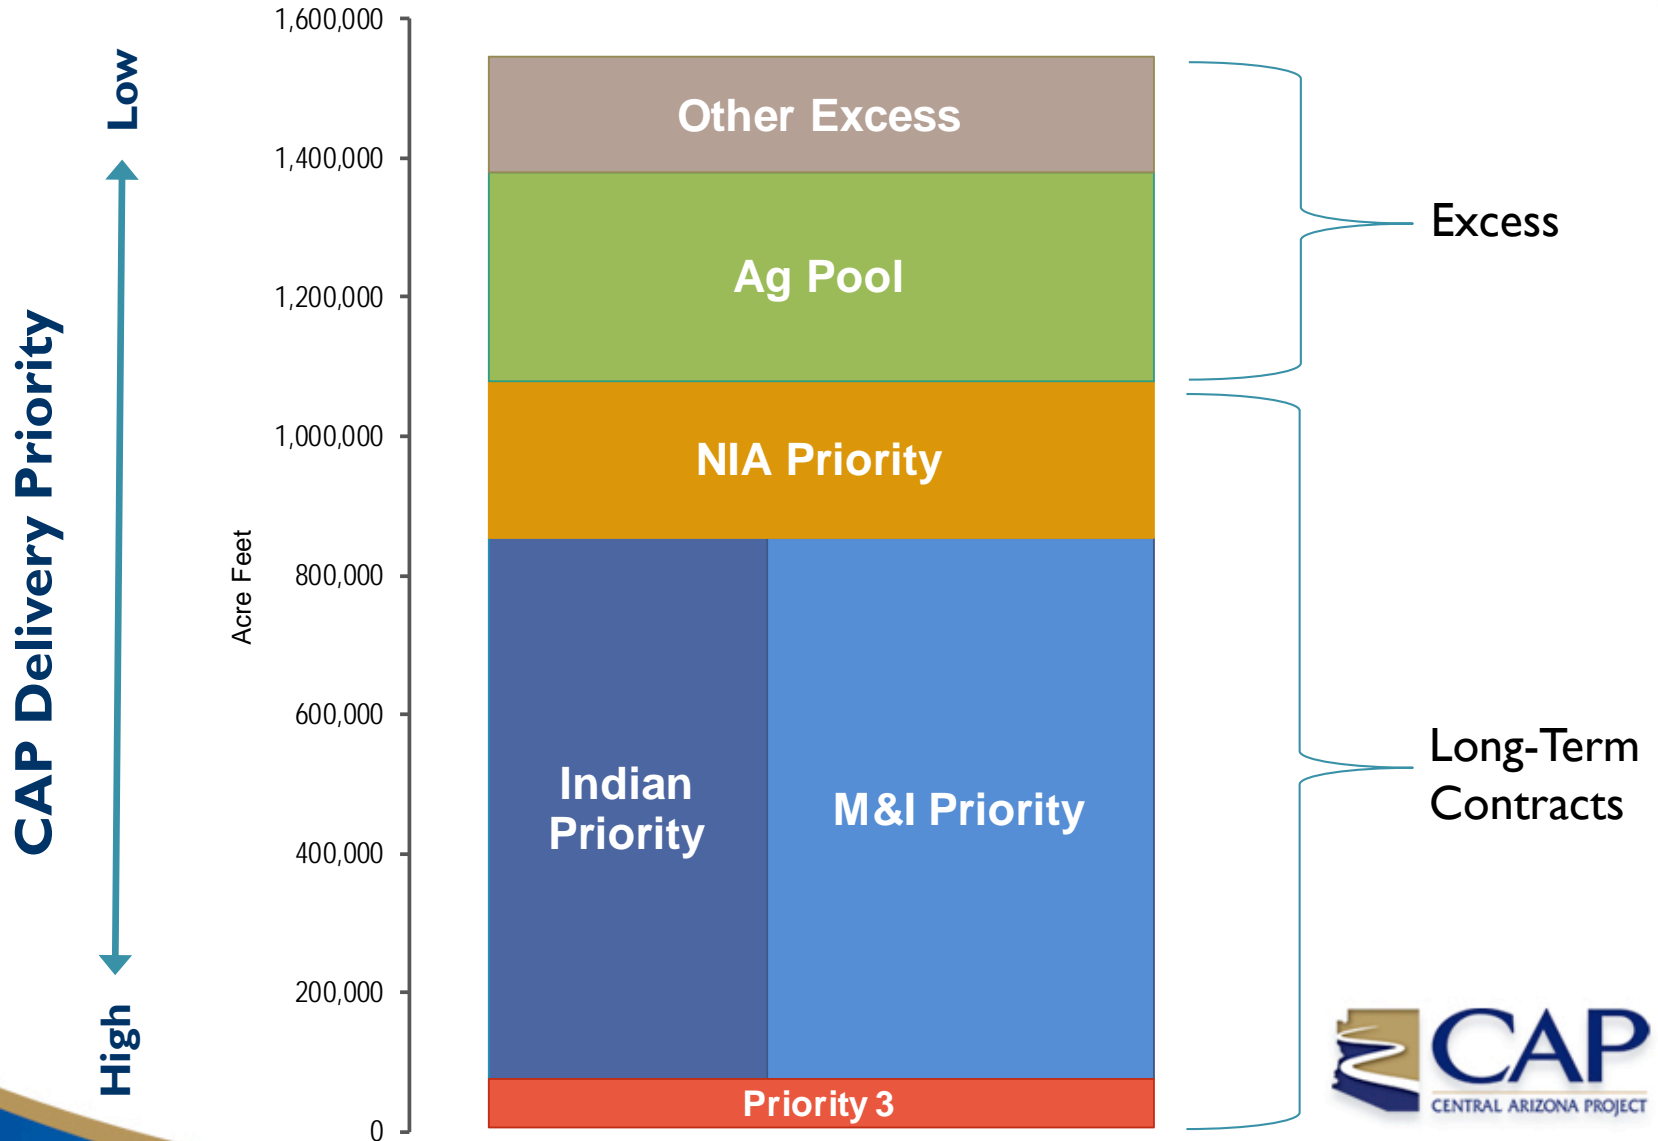 CAP Delivery Priority
Low
High
Acre Feet
1,600,000
1,400,000
1,200,000
1,000,000
800,000
600,000
400,000
200,000
0
Other Excess
Ag Pool
NIA Priority
Indian
Priority
M&I Priority
Priority 3
Excess
Long-Term
Contracts
CAP
CENTRAL ARIZONA PROJECT